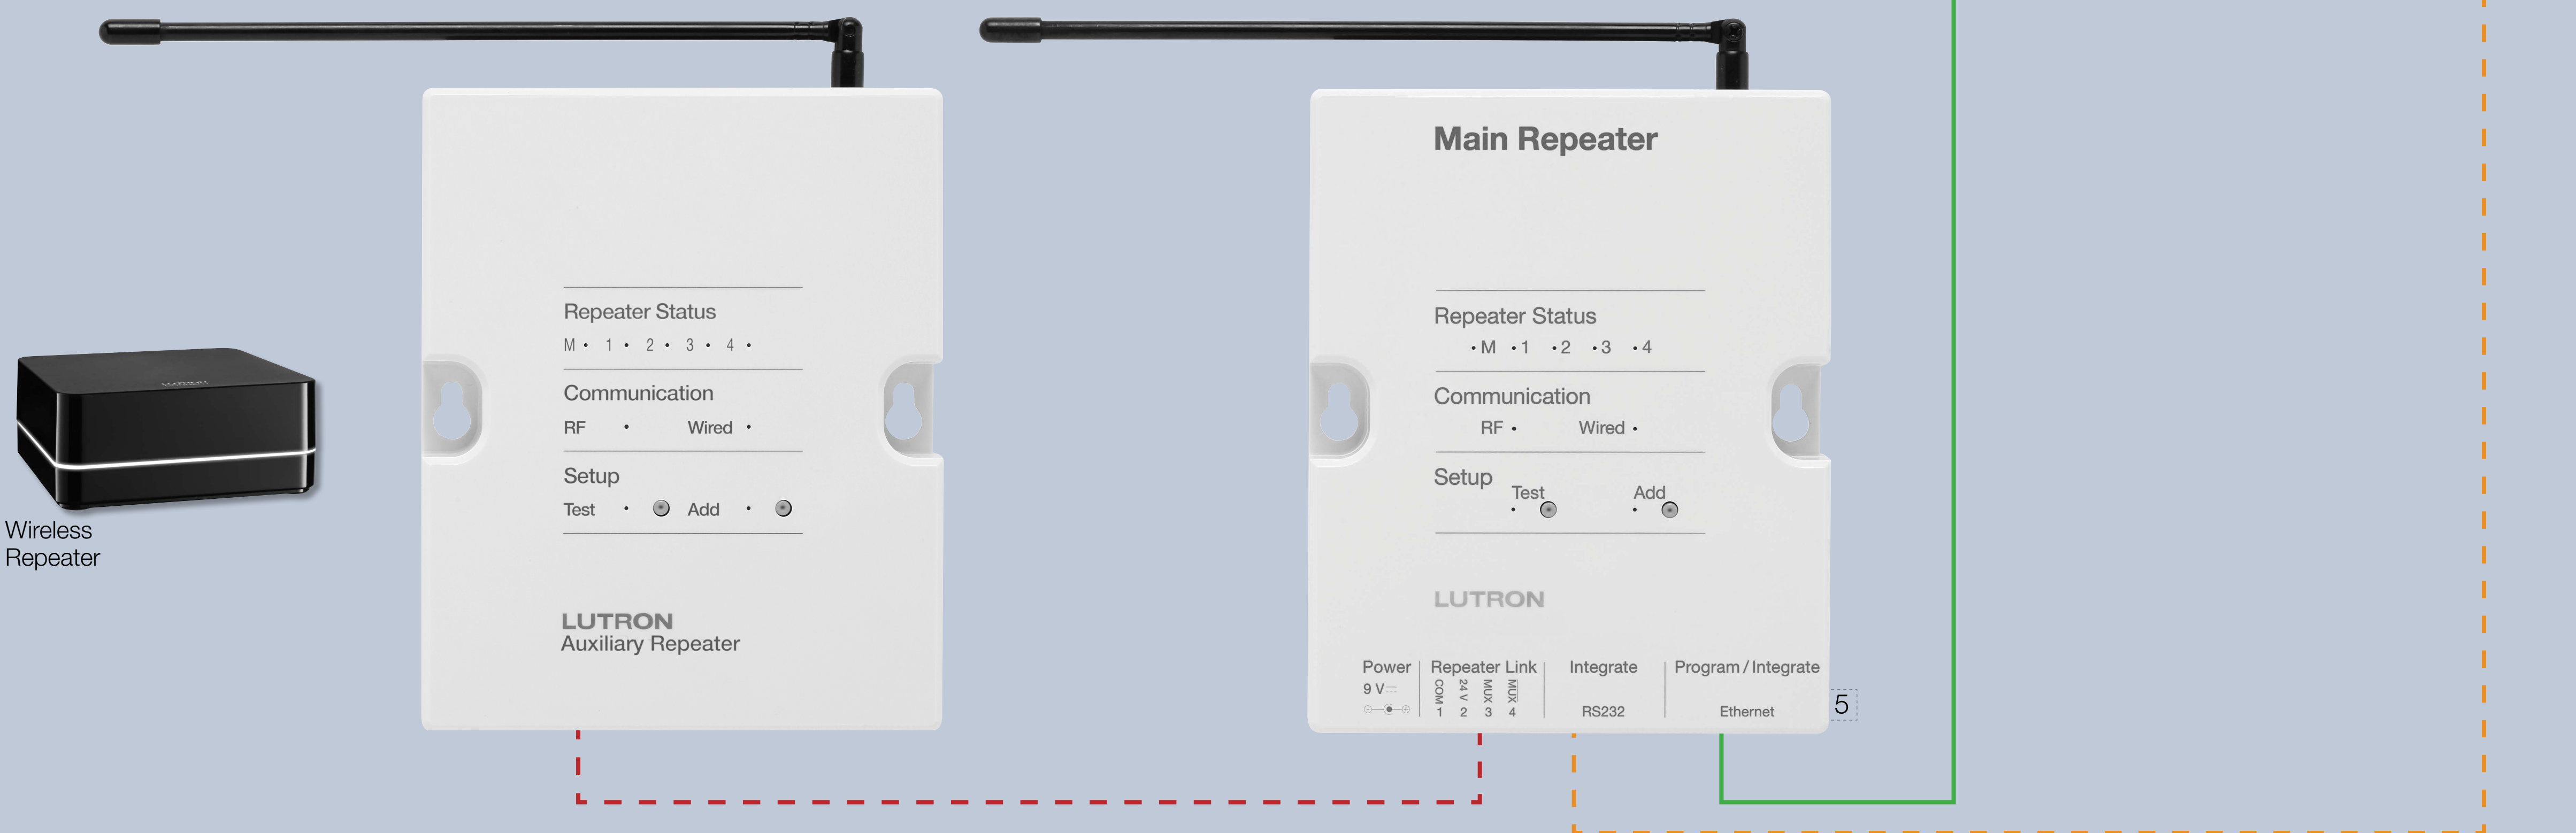 LUTRON
Wireless
Repeater
Repeater Status
M 1 2 3 4
Communication
RF Wired
Setup
Test Add
LUTRON
Auxiliary Repeater
Main Repeater
Repeater Status
M 1 2 3 4
Communication
RF Wired
Setup
Test Add
LUTRON
Power Repeater Link Integrate Program / Integrate
9 V
COM 24 V MUX MUX
1 2 3 4 RS232 Ethernet
5